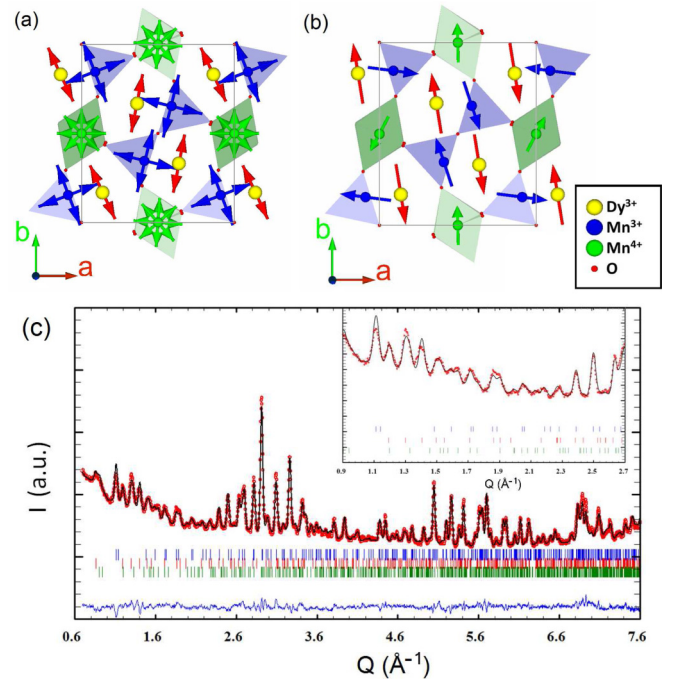 (a)
(b)
b
a
b
a
Dy³⁺
Mn³⁺
Mn⁴⁺
O
(c)
I (a.u.)
0.9 1.1 1.3 1.5 1.7 1.9 2.1 2.3 2.5 2.7
Q (Å⁻¹)
0.6 1.6 2.6 3.6 4.6 5.6 6.6 7.6
Q (Å⁻¹)